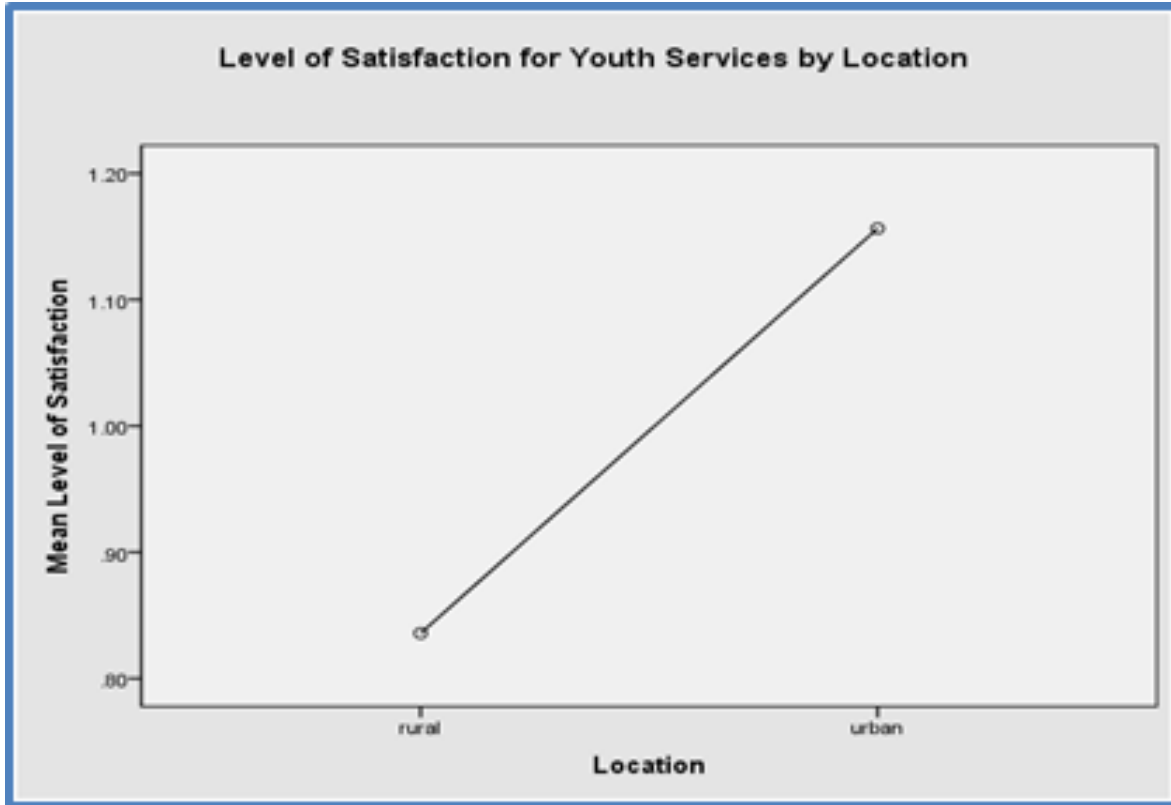 Level of Satisfaction for Youth Services by Location
1.20
1.10
1.00
.90
.80
Mean Level of Satisfaction
rural
urban
Location